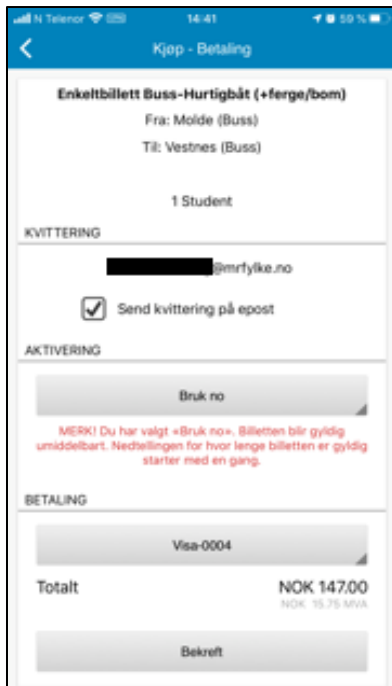 N Telenor 14:41 59 %
Kjøp - Betaling
Enkeltbillett Buss-Hurtigbåt (+ferge/bom)
Fra: Molde (Buss)
Til: Vestnes (Buss)
1 Student
KVITTERING
@mrfylke.no
Send kvittering på epost
AKTIVERING
Bruk no
MERK! Du har valgt «Bruk no». Billetten blir gyldig
umiddelbart. Nedtellingen for hvor lenge billetten er gyldig
starter med en gang.
BETALING
Visa-0004
Totalt NOK 147.00
NOK 15.75 MVA
Bekreft